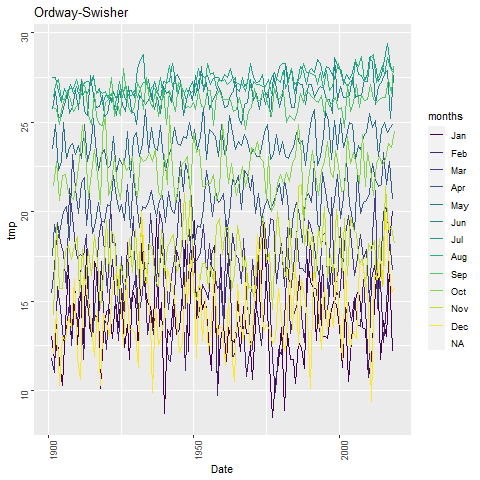 Ordway-Swisher
30
25
20
15
10
tmp
1900
1950
2000
Date
months
Jan
Feb
Mar
Apr
May
Jun
Jul
Aug
Sep
Oct
Nov
Dec
NA